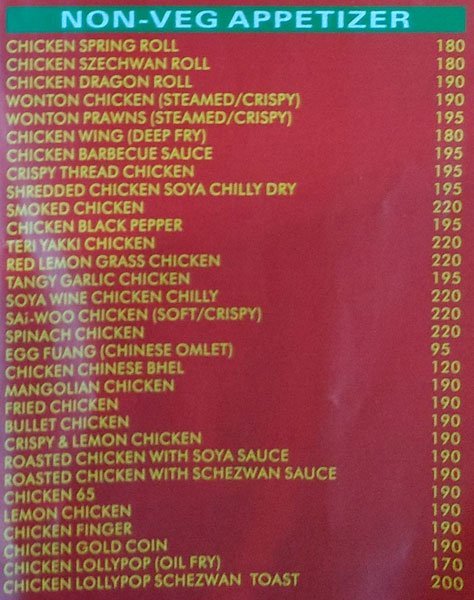 NON-VEG APPETIZER
CHICKEN SPRING ROLL 180
CHICKEN SZECHWAN ROLL 180
CHICKEN DRAGON ROLL 190
WONTON CHICKEN (STEAMED/CRISPY) 190
WONTON PRAWNS (STEAMED/CRISPY) 195
CHICKEN WING (DEEP FRY) 180
CHICKEN BARBECUE SAUCE 195
CRISPY THREAD CHICKEN 195
SHREDDED CHICKEN SOYA CHILLY DRY 195
SMOKED CHICKEN 220
CHICKEN BLACK PEPPER 195
TERI YAKKI CHICKEN 220
RED LEMON GRASS CHICKEN 220
TANGY GARLIC CHICKEN 195
SOYA WINE CHICKEN CHILLY 220
SAI-WOO CHICKEN (SOFT/CRISPY) 220
SPINACH CHICKEN 220
EGG FUANG (CHINESE OMLET) 95
CHICKEN CHINESE BHEL 120
MANGOLIAN CHICKEN 190
FRIED CHICKEN 190
BULLET CHICKEN 190
CRISPY & LEMON CHICKEN 190
ROASTED CHICKEN WITH SOYA SAUCE 190
ROASTED CHICKEN WITH SCHEZWAN SAUCE 190
CHICKEN 65 190
LEMON CHICKEN 190
CHICKEN FINGER 190
CHICKEN GOLD COIN 190
CHICKEN LOLLYPOP (OIL FRY) 170
CHICKEN LOLLYPOP SCHEZWAN TOAST 200